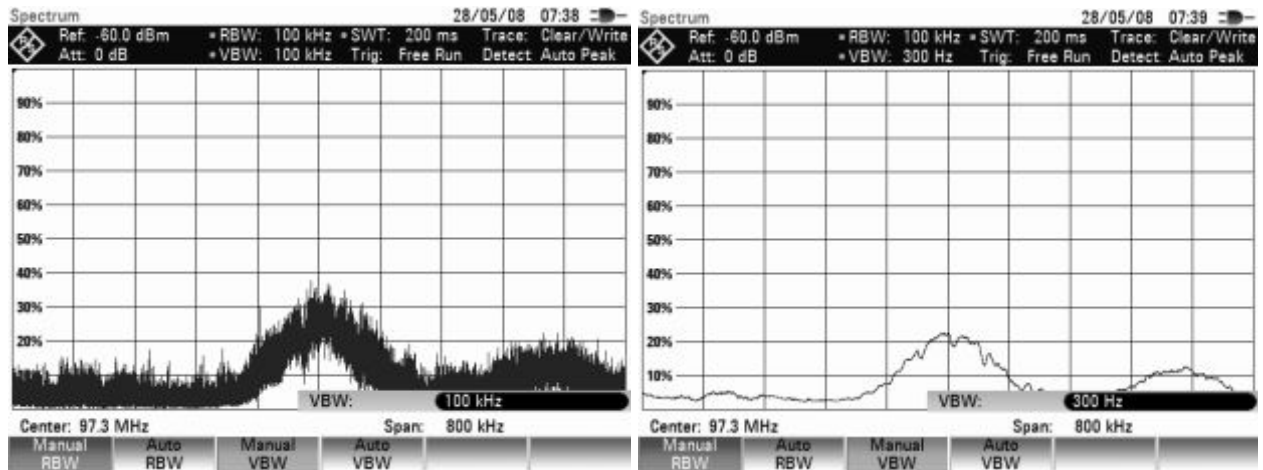 Spectrum 28/05/08 07:38
Ref: -60.0 dBm ▪ RBW: 100 kHz ▪ SWT: 200 ms Trace: Clear/Write
Att: 0 dB ▪ VBW: 100 kHz Trig: Free Run Detect Auto Peak
90%
80%
70%
60%
50%
40%
30%
20%
VBW: 100 kHz
Center: 97.3 MHz Span: 800 kHz
Manual RBW Auto RBW Manual VBW Auto VBW
Spectrum 28/05/08 07:39
Ref: -60.0 dBm ▪ RBW: 100 kHz ▪ SWT: 200 ms Trace: Clear/Write
Att: 0 dB ▪ VBW: 300 Hz Trig: Free Run Detect Auto Peak
90%
80%
70%
60%
50%
40%
30%
20%
10%
VBW: 300 Hz
Center: 97.3 MHz Span: 800 kHz
Manual RBW Auto RBW Manual VBW Auto VBW